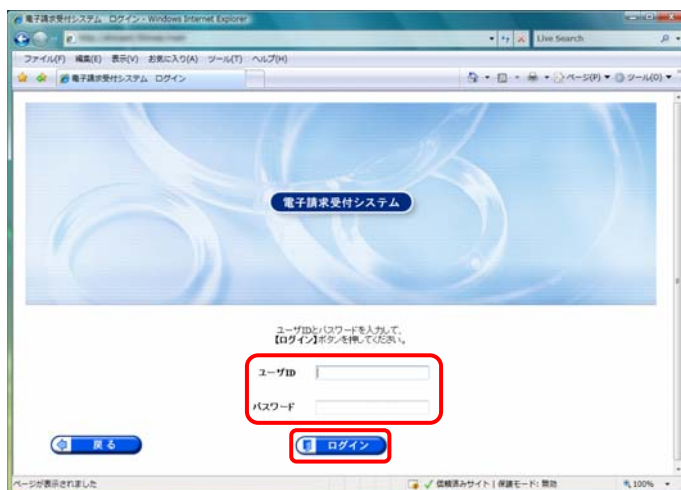 電子請求受付システム ログイン - Windows Internet Explorer
Live Search
ファイル(F) 編集(E) 表示(V) お気に入り(A) ツール(T) ヘルプ(H)
電子請求受付システム ログイン
ページ(P) ツール(O)
電子請求受付システム
ユーザIDとパスワードを入力して、
【ログイン】ボタンを押してください。
ユーザID
パスワード
戻る ログイン
ページが表示されました 信頼済みサイト | 保護モード: 無効 100%